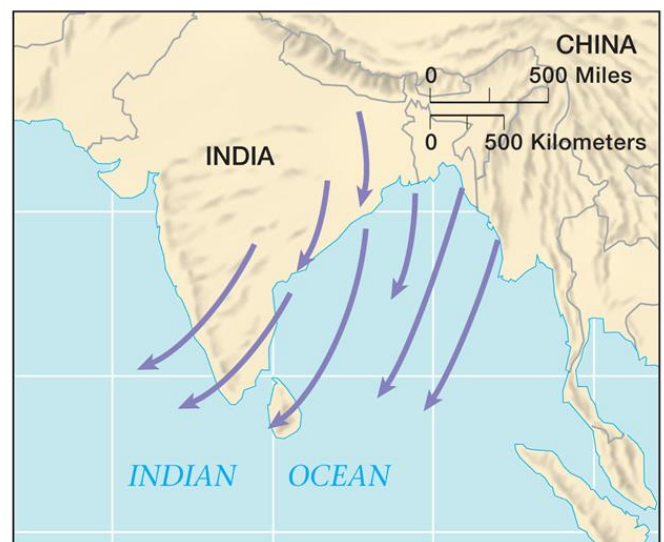 CHINA
0 500 Miles
0 500 Kilometers
INDIA
INDIAN OCEAN